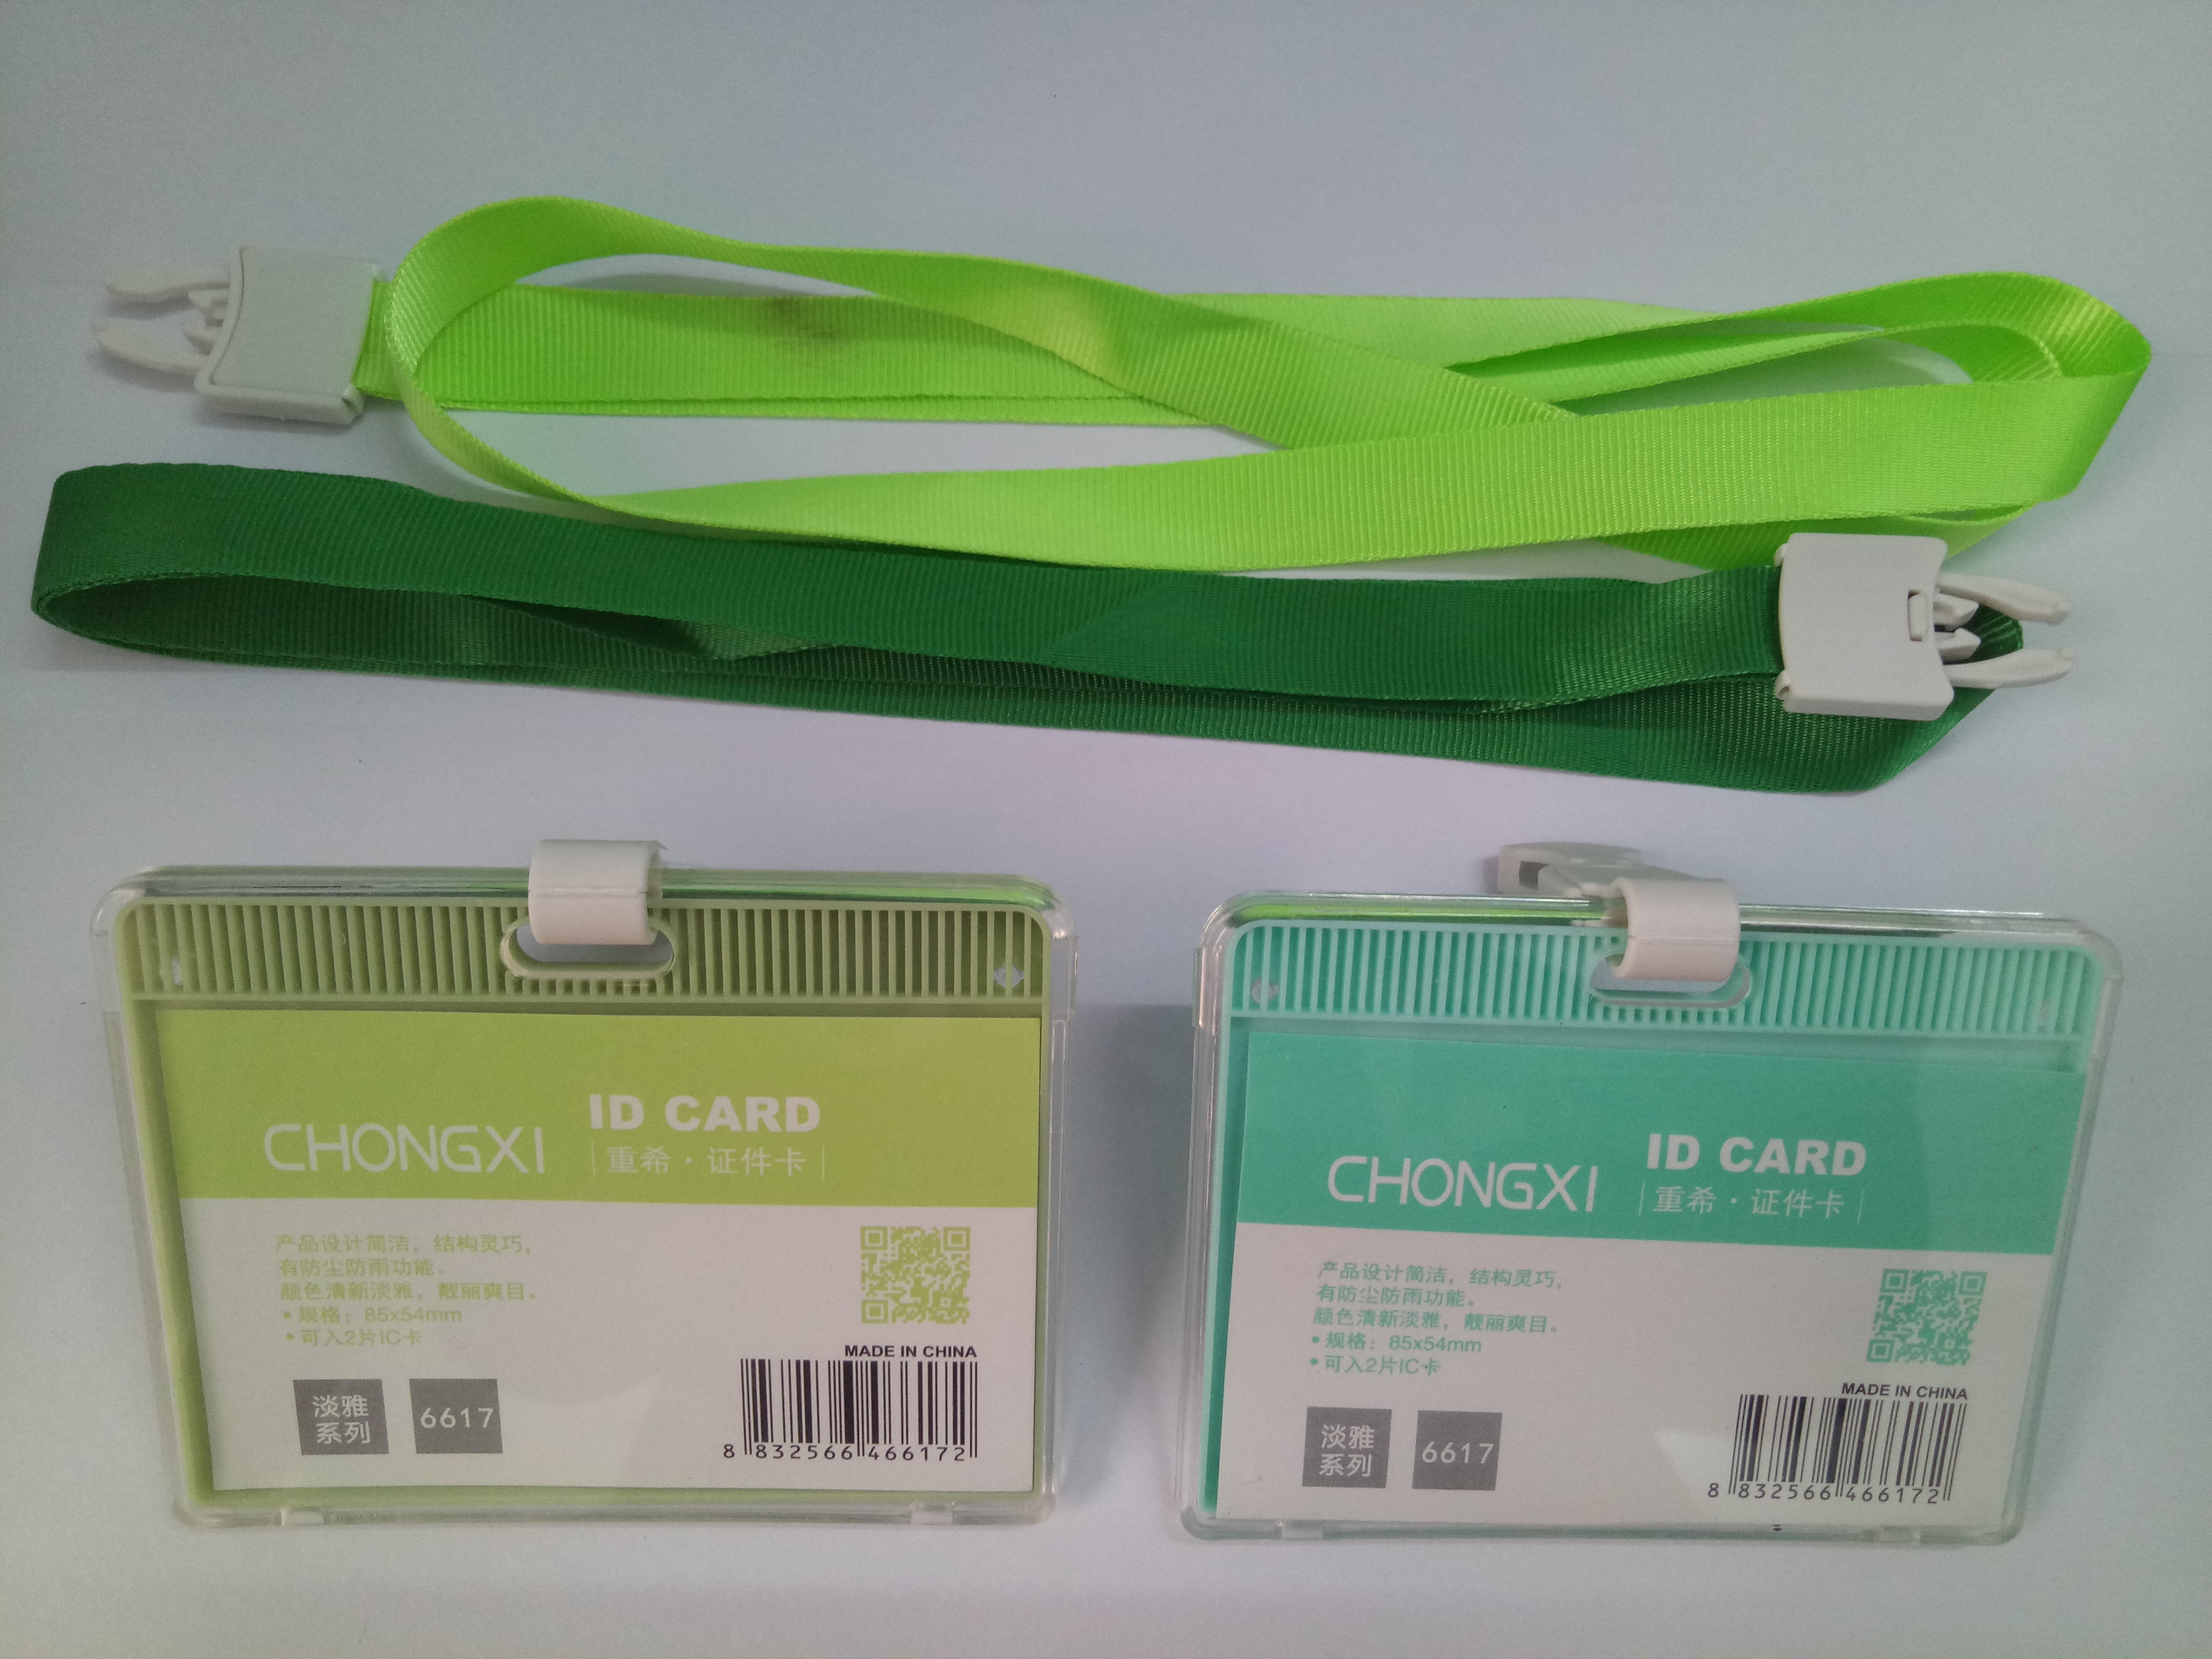 CHONGXI
ID CARD
重希·证件卡
产品设计简洁，结构灵巧，
有防尘防雨功能。
颜色清新淡雅，靓丽爽目。
•规格：85x54mm
•可入2片IC卡
MADE IN CHINA
淡雅
系列
6617
8 832566 466172
CHONGXI
ID CARD
重希·证件卡
产品设计简洁，结构灵巧，
有防尘防雨功能。
颜色清新淡雅，靓丽爽目。
•规格：85x54mm
•可入2片IC卡
MADE IN CHINA
淡雅
系列
6617
8 832566 466172